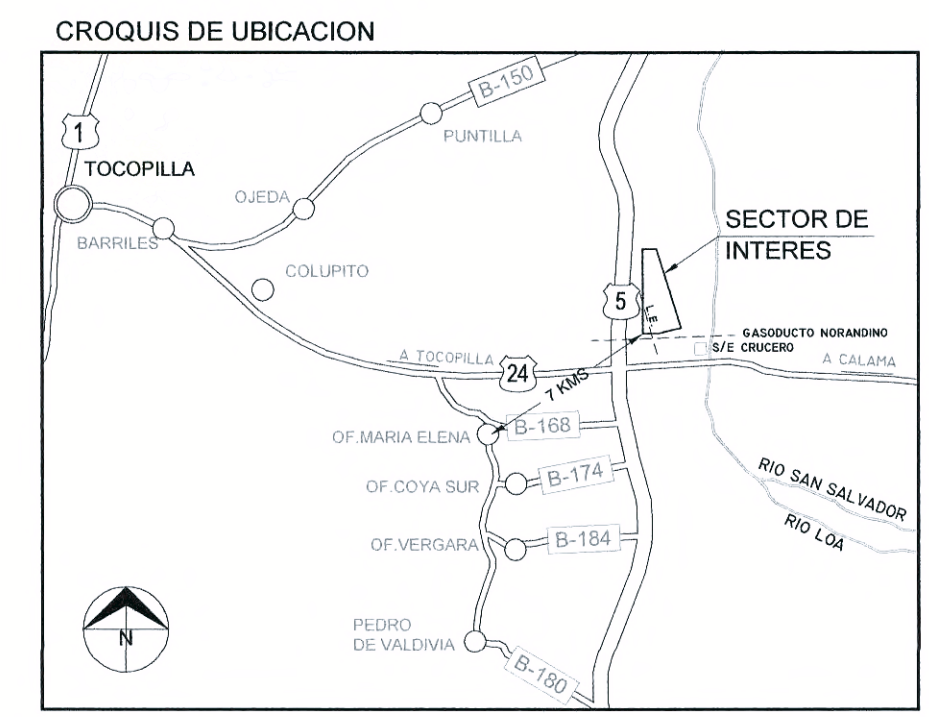 CROQUIS DE UBICACION
B-150
1
PUNTILLA
TOCOPILLA
OJEDA
BARRILES
SECTOR DE
INTERES
COLUPITO
5
L.E.
GASODUCTO NORANDINO
S/E CRUCERO
A TOCOPILLA
24
A CALAMA
7 KMS
B-168
OF.MARIA ELENA
B-174
OF.COYA SUR
RIO SAN SALVADOR
RIO LOA
B-184
OF.VERGARA
N
PEDRO
DE VALDIVIA
B-180